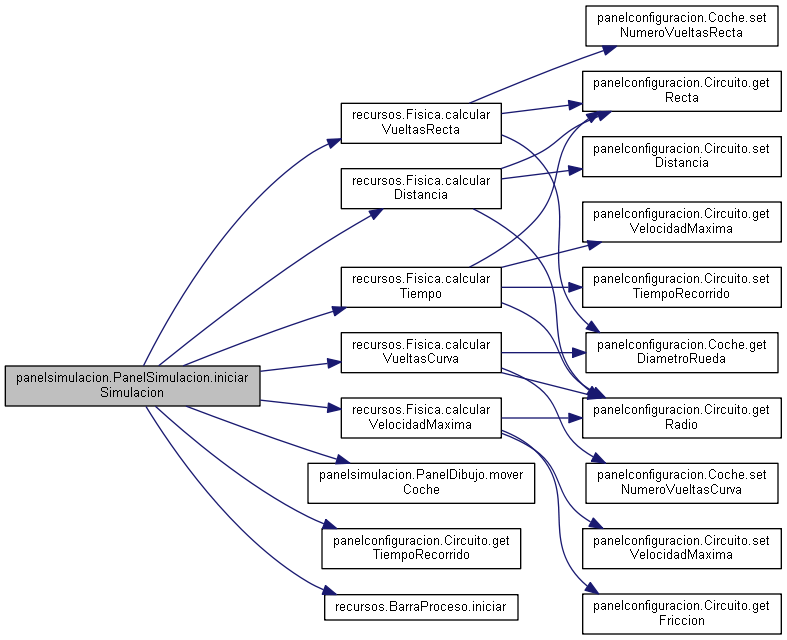 panelsimulacion.PanelSimulacion.iniciar
Simulacion
recursos.Fisica.calcular
VueltasRecta
recursos.Fisica.calcular
Distancia
recursos.Fisica.calcular
Tiempo
recursos.Fisica.calcular
VueltasCurva
recursos.Fisica.calcular
VelocidadMaxima
panelsimulacion.PanelDibujo.mover
Coche
panelconfiguracion.Circuito.get
TiempoRecorrido
recursos.BarraProceso.iniciar
panelconfiguracion.Coche.set
NumeroVueltasRecta
panelconfiguracion.Circuito.get
Recta
panelconfiguracion.Circuito.set
Distancia
panelconfiguracion.Circuito.get
VelocidadMaxima
panelconfiguracion.Circuito.set
TiempoRecorrido
panelconfiguracion.Coche.get
DiametroRueda
panelconfiguracion.Circuito.get
Radio
panelconfiguracion.Coche.set
NumeroVueltasCurva
panelconfiguracion.Circuito.set
VelocidadMaxima
panelconfiguracion.Circuito.get
Friccion